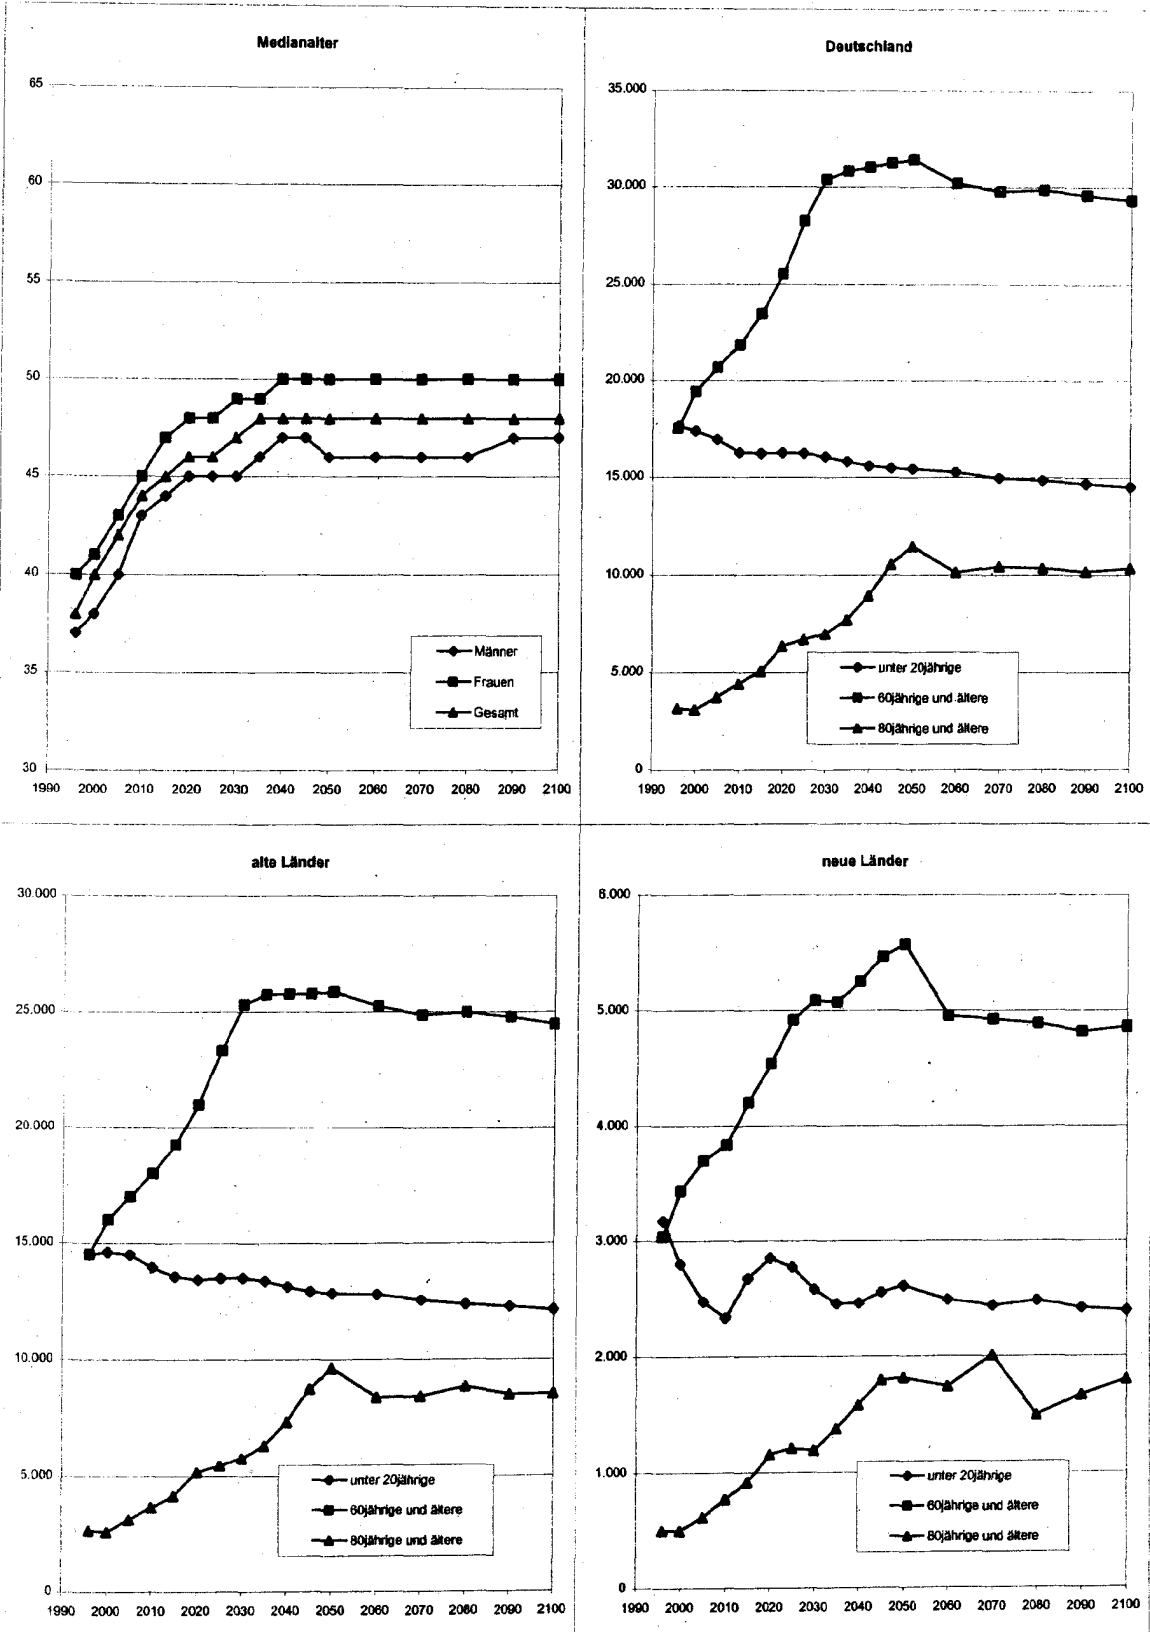 Medianalter
65
60
55
50
45
40
35
30
1990 2000 2010 2020 2030 2040 2050 2060 2070 2080 2090 2100
Männer
Frauen
Gesamt
Deutschland
35.000
30.000
25.000
20.000
15.000
10.000
5.000
0
1990 2000 2010 2020 2030 2040 2050 2060 2070 2080 2090 2100
unter 20jährige
60jährige und ältere
80jährige und ältere
alte Länder
30.000
25.000
20.000
15.000
10.000
5.000
0
1990 2000 2010 2020 2030 2040 2050 2060 2070 2080 2090 2100
unter 20jährige
60jährige und ältere
80jährige und ältere
neue Länder
6.000
5.000
4.000
3.000
2.000
1.000
0
1990 2000 2010 2020 2030 2040 2050 2060 2070 2080 2090 2100
unter 20jährige
60jährige und ältere
80jährige und ältere